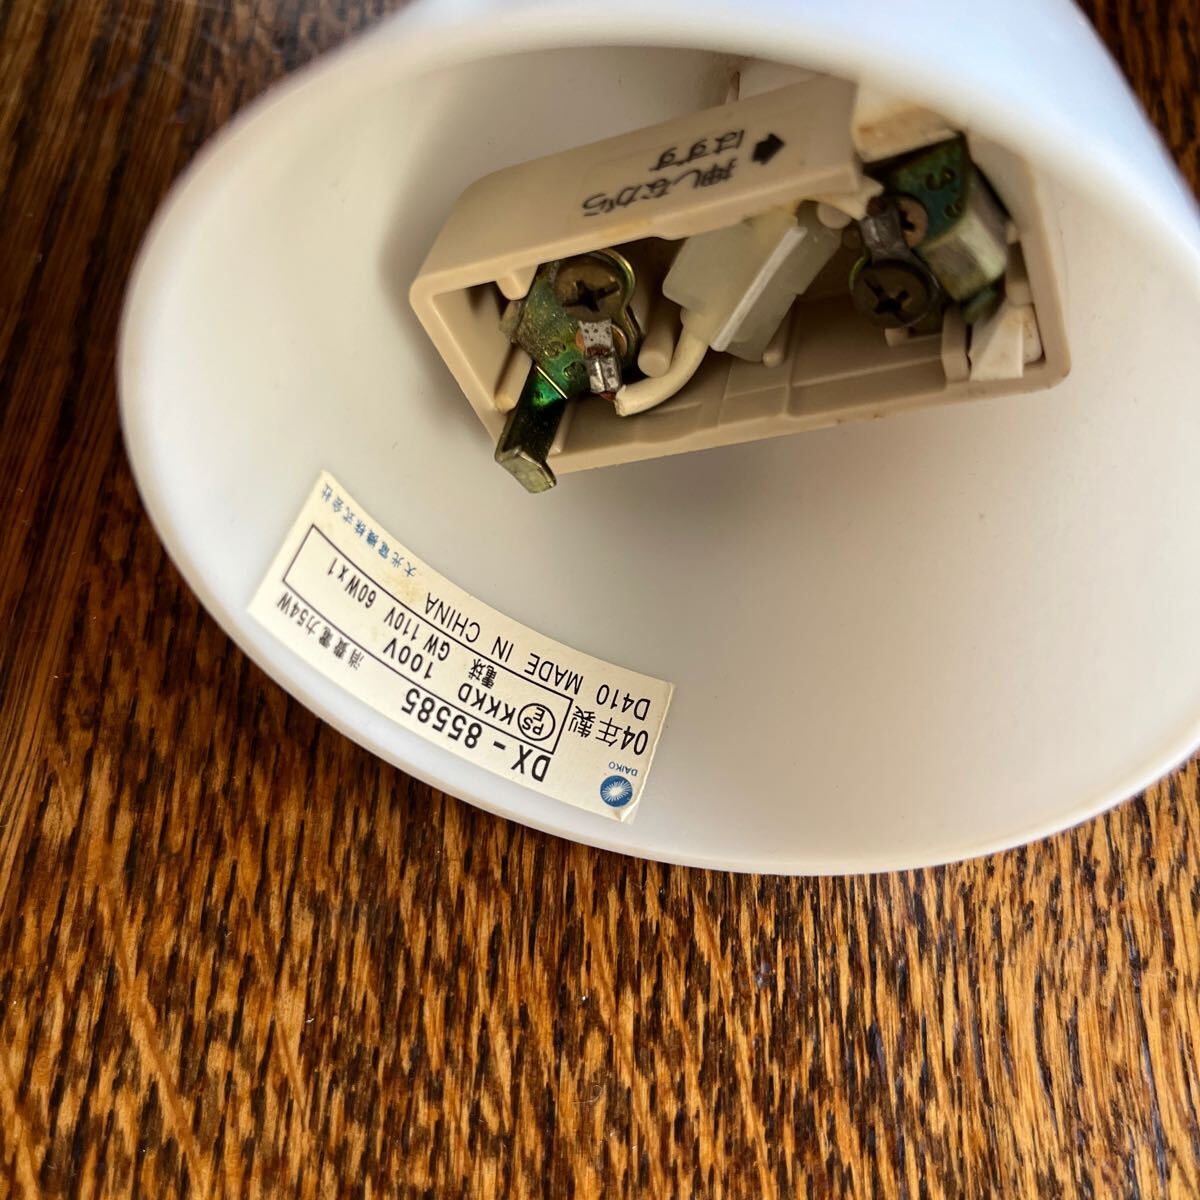 押しながら
はずす
DAIKO
DX-85585
PS
E
KKKD 100V 消費電力54W
電球 GW 110V 60W x 1
04年製
D410 MADE IN CHINA
大光電機株式会社